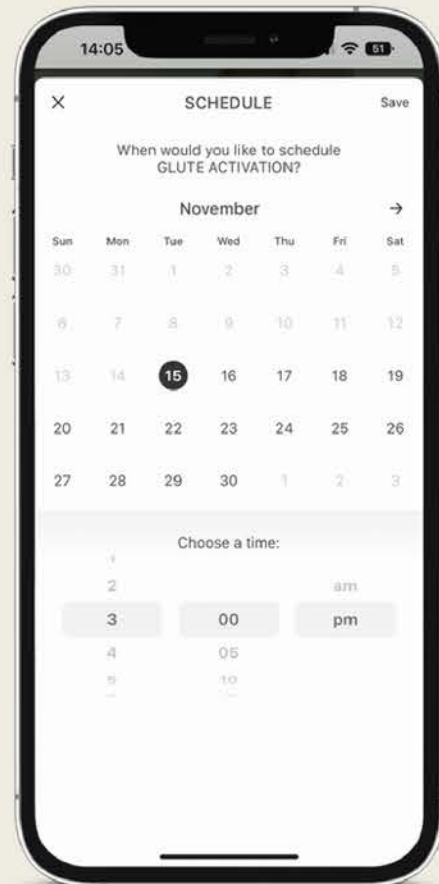 14:05
51
SCHEDULE
Save
When would you like to schedule
GLUTE ACTIVATION?
November
Sun Mon Tue Wed Thu Fri Sat
30 31 1 2 3 4 5
6 7 8 9 10 11 12
13 14 15 16 17 18 19
20 21 22 23 24 25 26
27 28 29 30 1 2 3
Choose a time:
2 am
3 00 pm
4 05
5 10